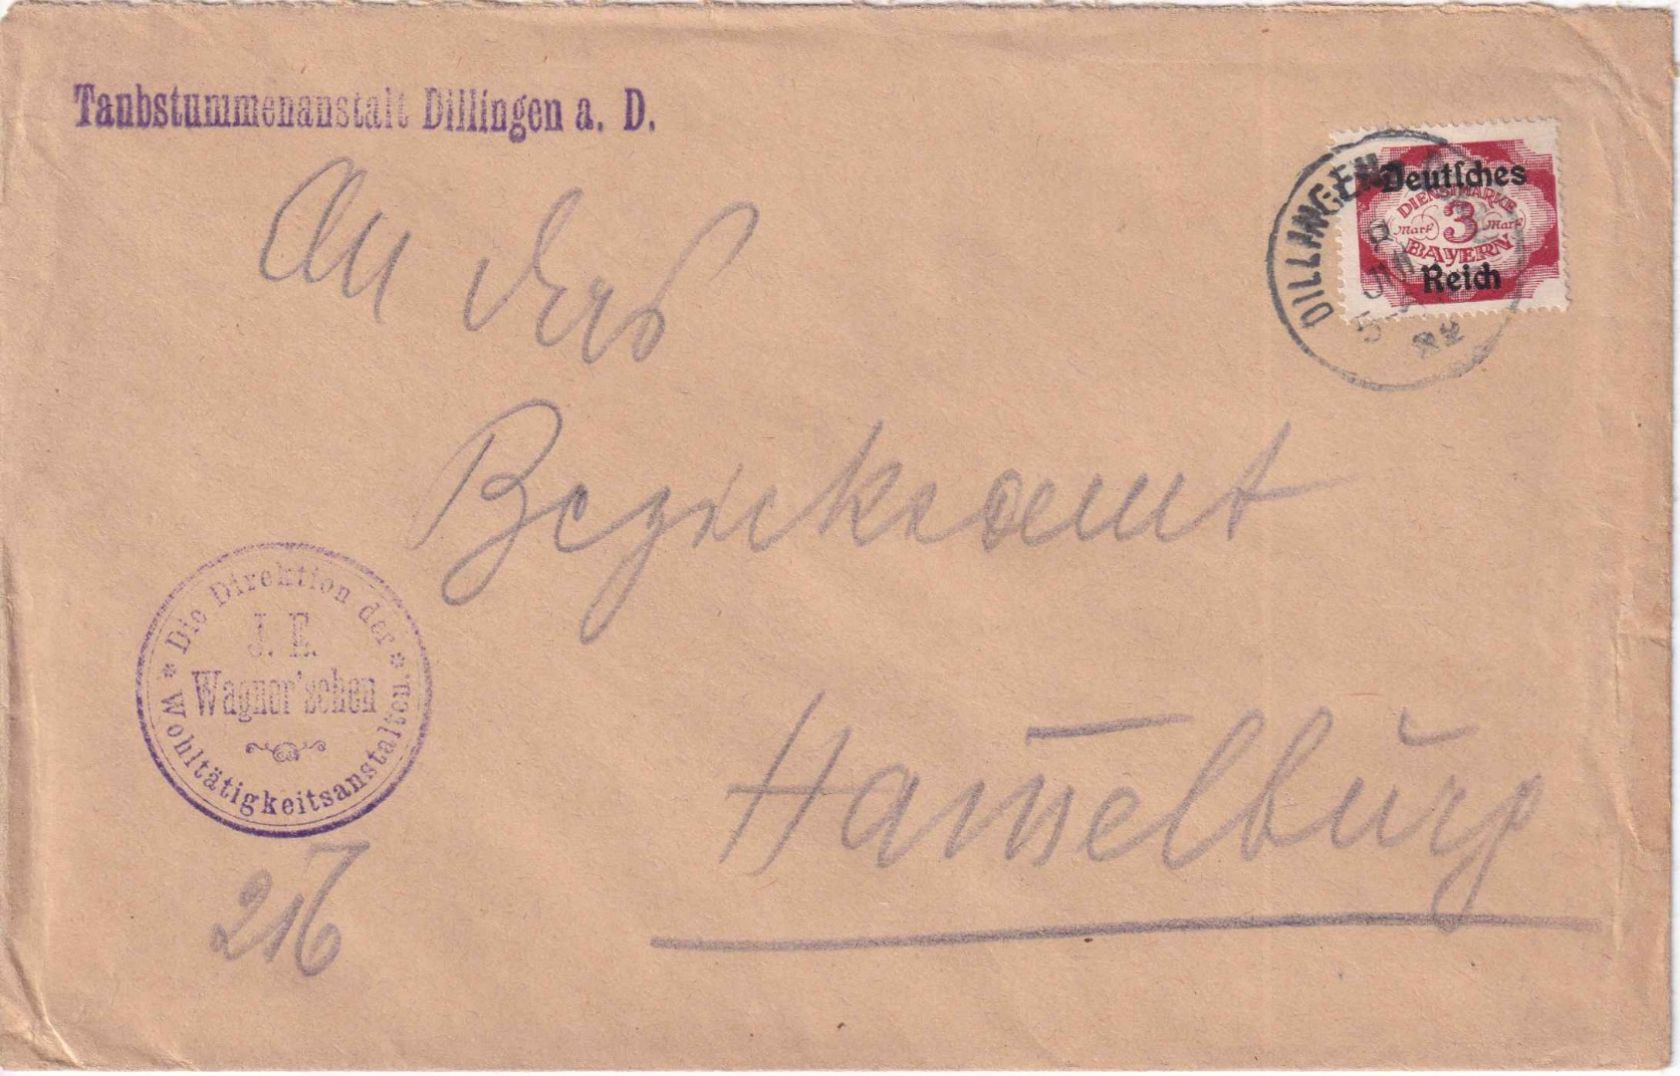 Taubstummenanstalt Dillingen a. D.
Deutsches
DIENSTMARKE
Mark 3 Mark
BAYERN
Reich
DILLINGEN
An das
Bezirksamt
Hammelburg
* Die Direktion der *
J. E.
Wagner'schen
Wohltätigkeitsanstalten.
216